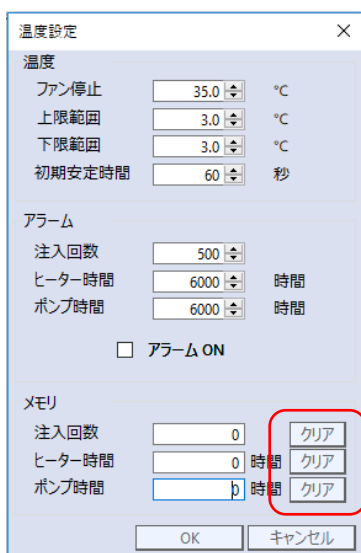 温度設定 ×
温度
ファン停止 35.0 °C
上限範囲 3.0 °C
下限範囲 3.0 °C
初期安定時間 60 秒
アラーム
注入回数 500
ヒーター時間 6000 時間
ポンプ時間 6000 時間
アラーム ON
メモリ
注入回数 0 クリア
ヒーター時間 0 時間 クリア
ポンプ時間 0 時間 クリア
OK キャンセル